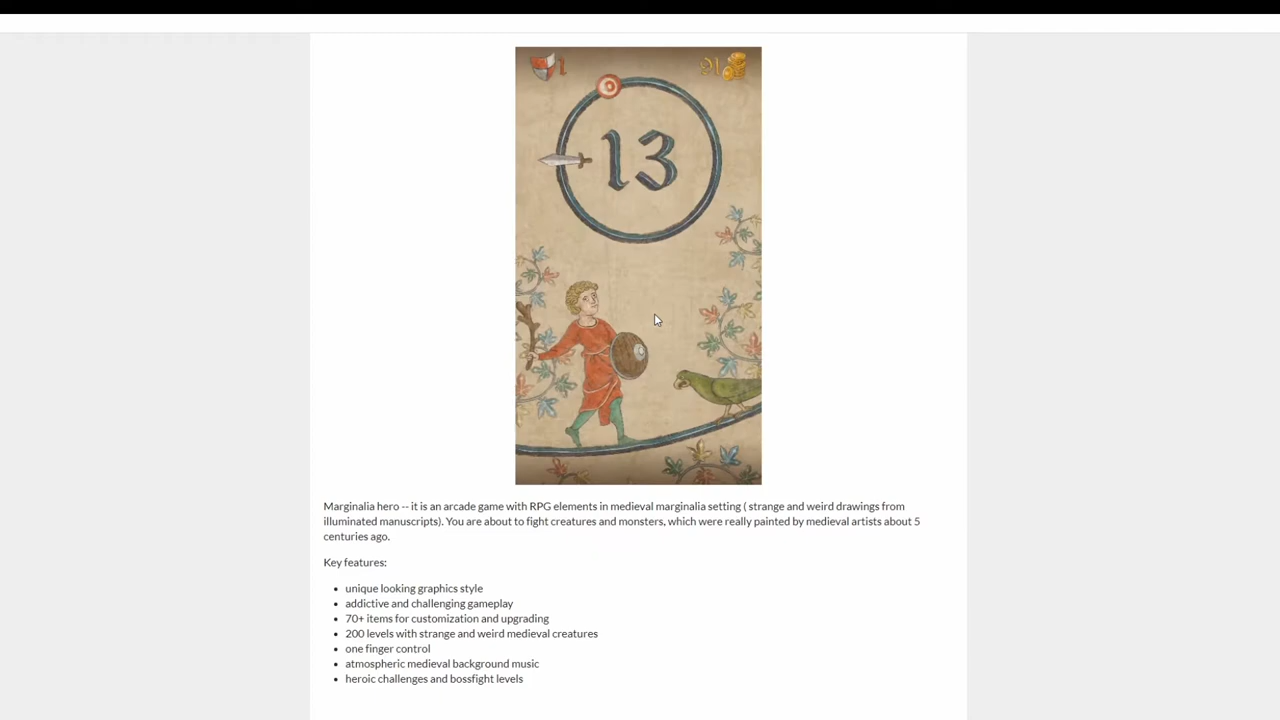 1 91
13
Marginalia hero -- it is an arcade game with RPG elements in medieval marginalia setting ( strange and weird drawings from
illuminated manuscripts). You are about to fight creatures and monsters, which were really painted by medieval artists about 5
centuries ago.
Key features:
unique looking graphics style
addictive and challenging gameplay
70+ items for customization and upgrading
200 levels with strange and weird medieval creatures
one finger control
atmospheric medieval background music
heroic challenges and bossfight levels